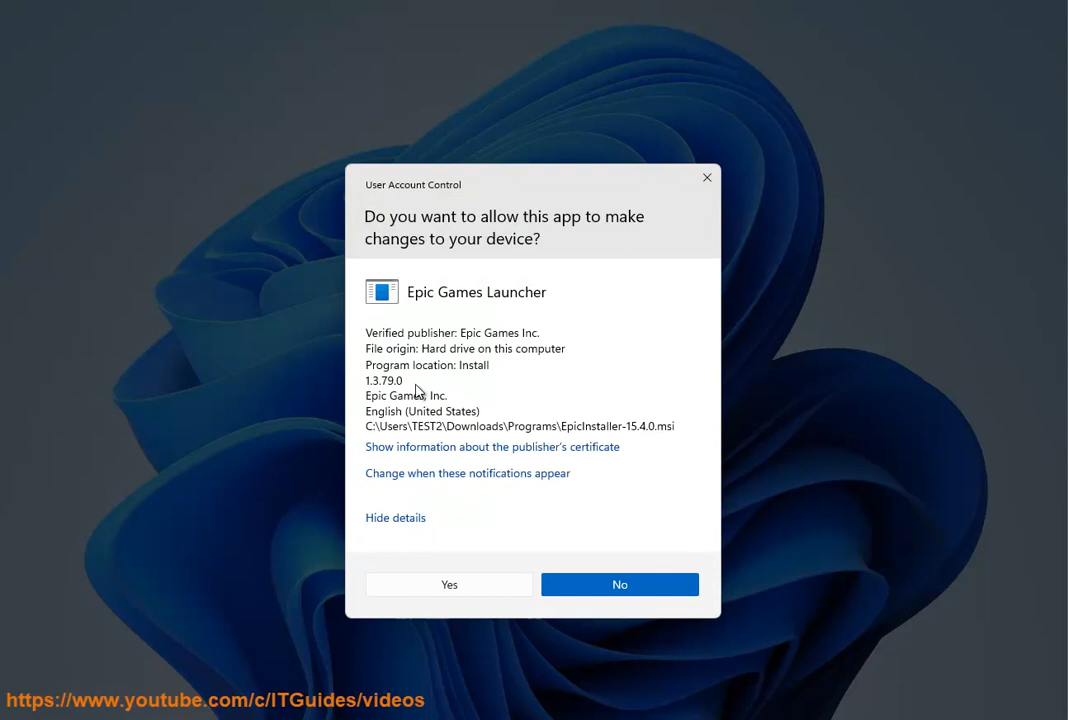 User Account Control
Do you want to allow this app to make
changes to your device?
Epic Games Launcher
Verified publisher: Epic Games Inc.
File origin: Hard drive on this computer
Program location: Install
1.3.79.0
Epic Games, Inc.
English (United States)
C:\Users\TEST2\Downloads\Programs\EpicInstaller-15.4.0.msi
Show information about the publisher's certificate
Change when these notifications appear
Hide details
Yes
No
https://www.youtube.com/c/ITGuides/videos